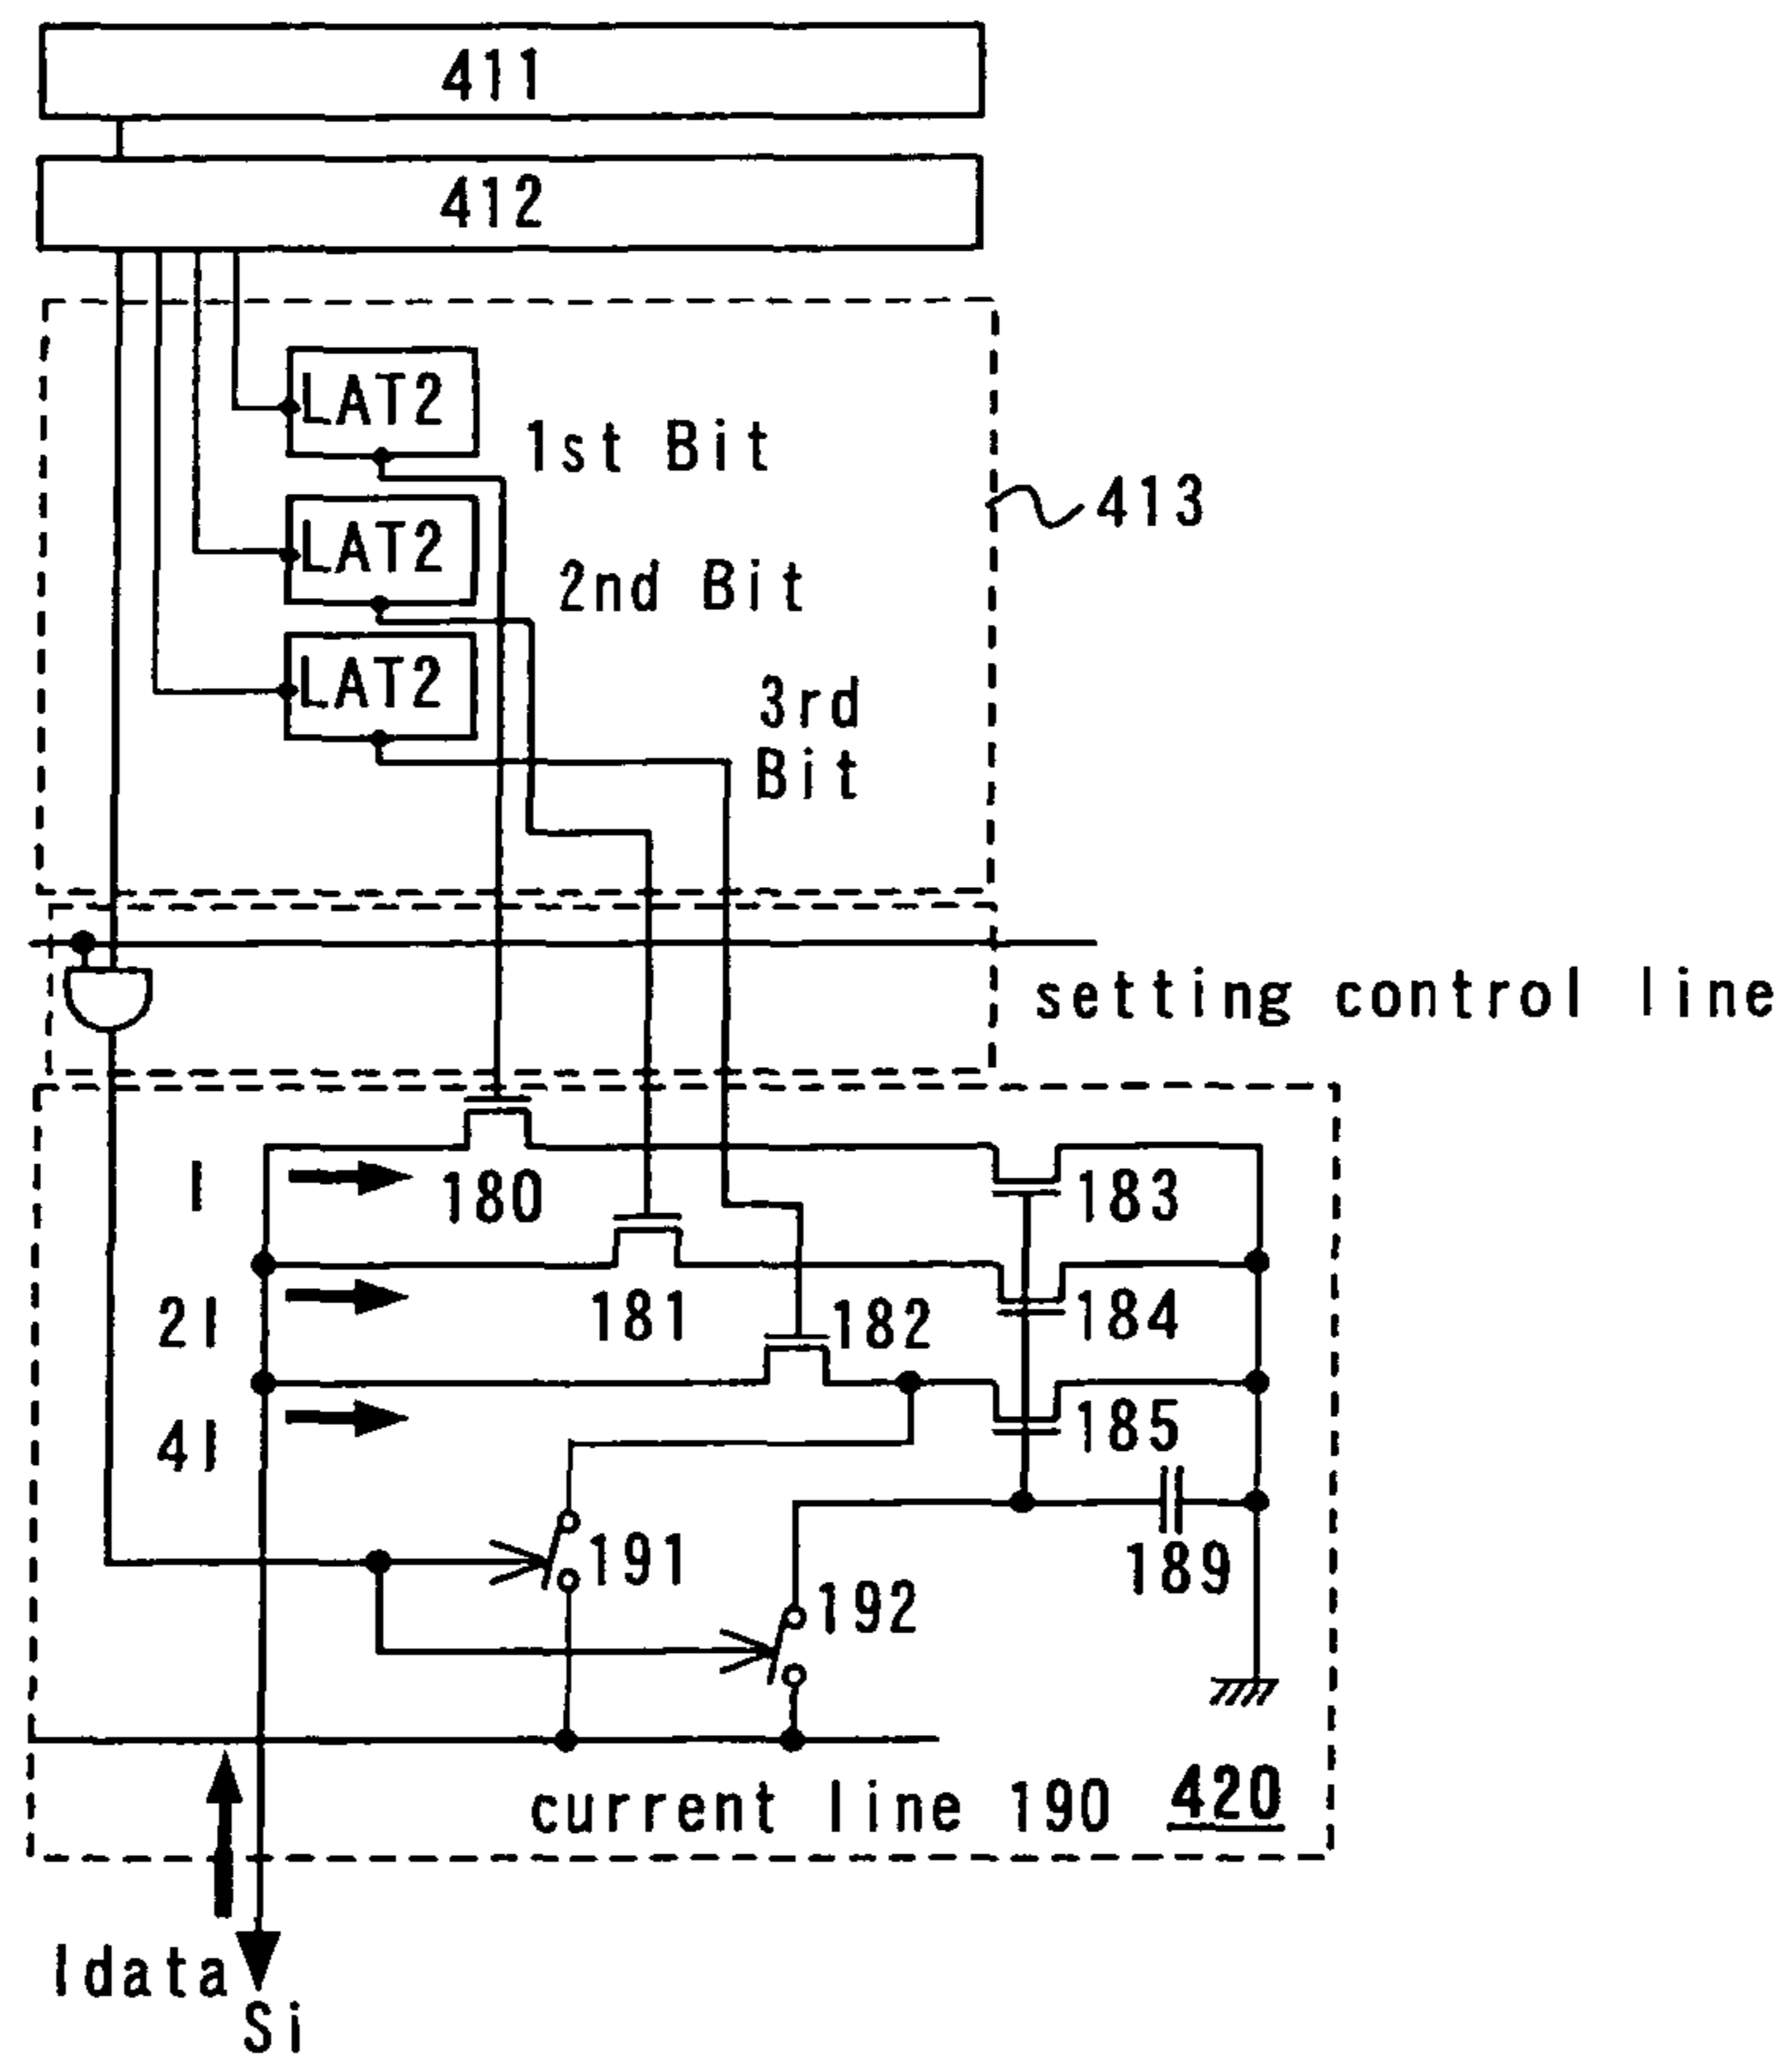 411
412
LAT2
1st Bit
413
LAT2
2nd Bit
LAT2
3rd
Bit
setting control line
I
180
183
2I
181
182
184
4I
185
191
189
192
current line 190
420
Idata
Si